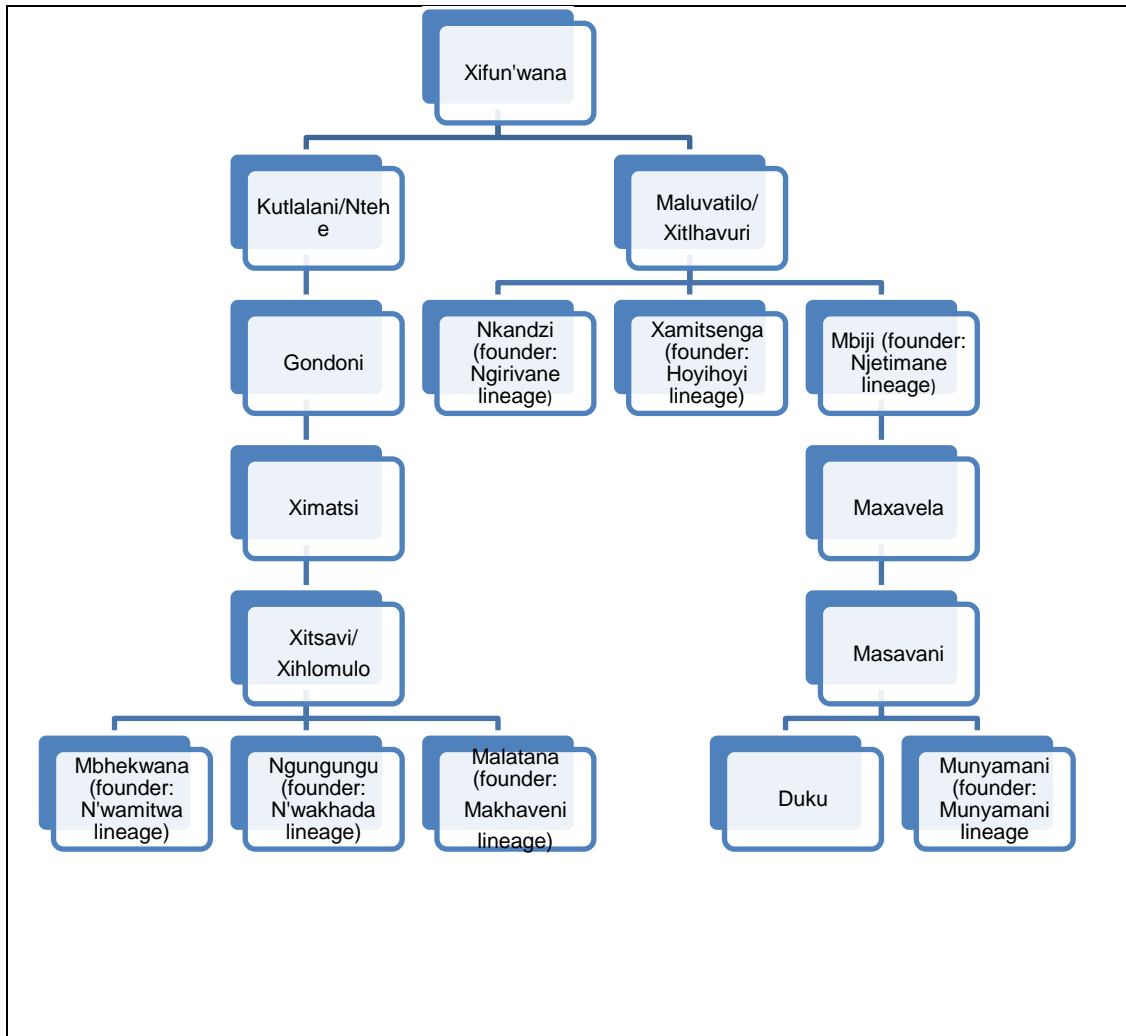 Xifun'wana
Kutlalani/Nteh
e
Maluvatilo/
Xitlhavuri
Gondoni
Nkandzi
(founder:
Ngirivane
lineage)
Xamitsenga
(founder:
Hoyihoyi
lineage)
Mbiji (founder:
Njetimane
lineage)
Ximatsi
Maxavela
Xitsavi/
Xihlomulo
Masavani
Mbhekwana
(founder:
N'wamitwa
lineage)
Ngungungu
(founder:
N'wakhada
lineage)
Malatana
(founder:
Makhaveni
lineage)
Duku
Munyamani
(founder:
Munyamani
lineage